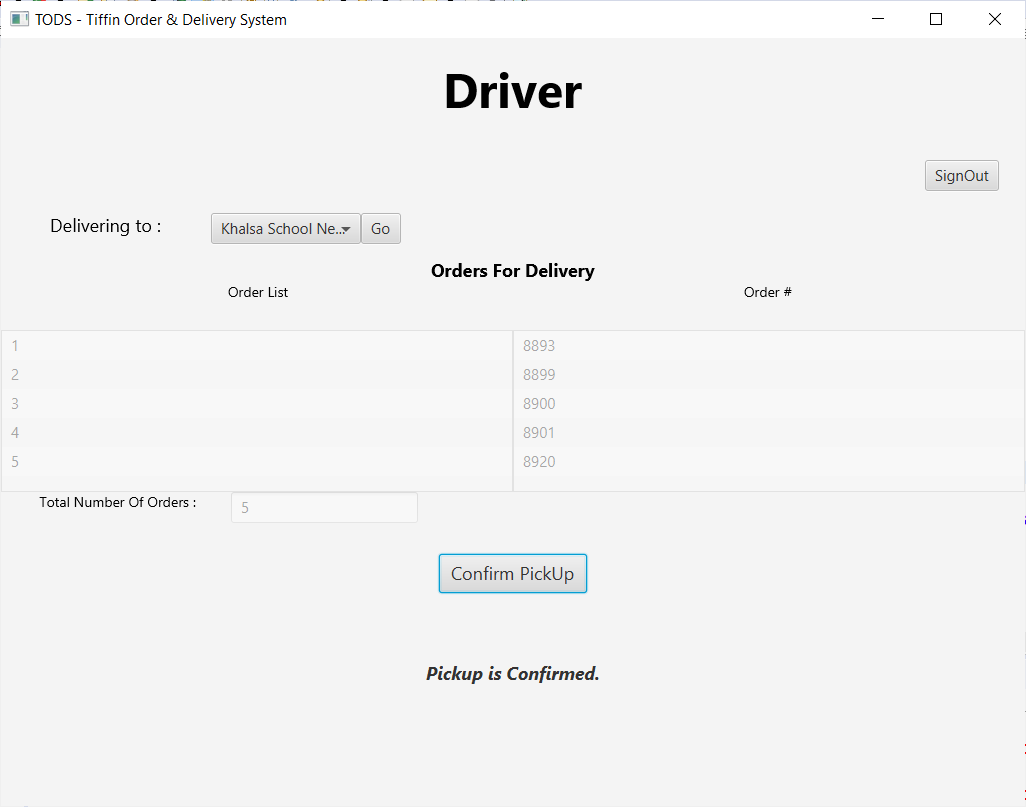 TODS - Tiffin Order & Delivery System
Driver
SignOut
Delivering to :
Khalsa School Ne...
Go
Orders For Delivery
Order List
Order #
1
8893
2
8899
3
8900
4
8901
5
8920
Total Number Of Orders :
5
Confirm PickUp
Pickup is Confirmed.